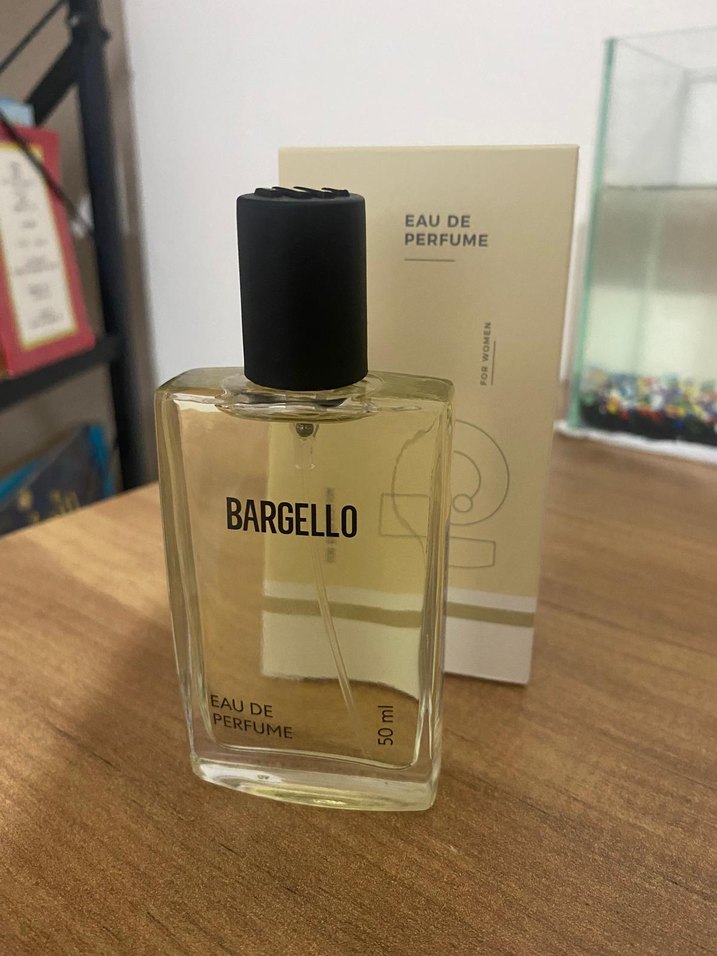 EAU DE
PERFUME
FOR WOMEN
BARGELLO
EAU DE
PERFUME
50 ml